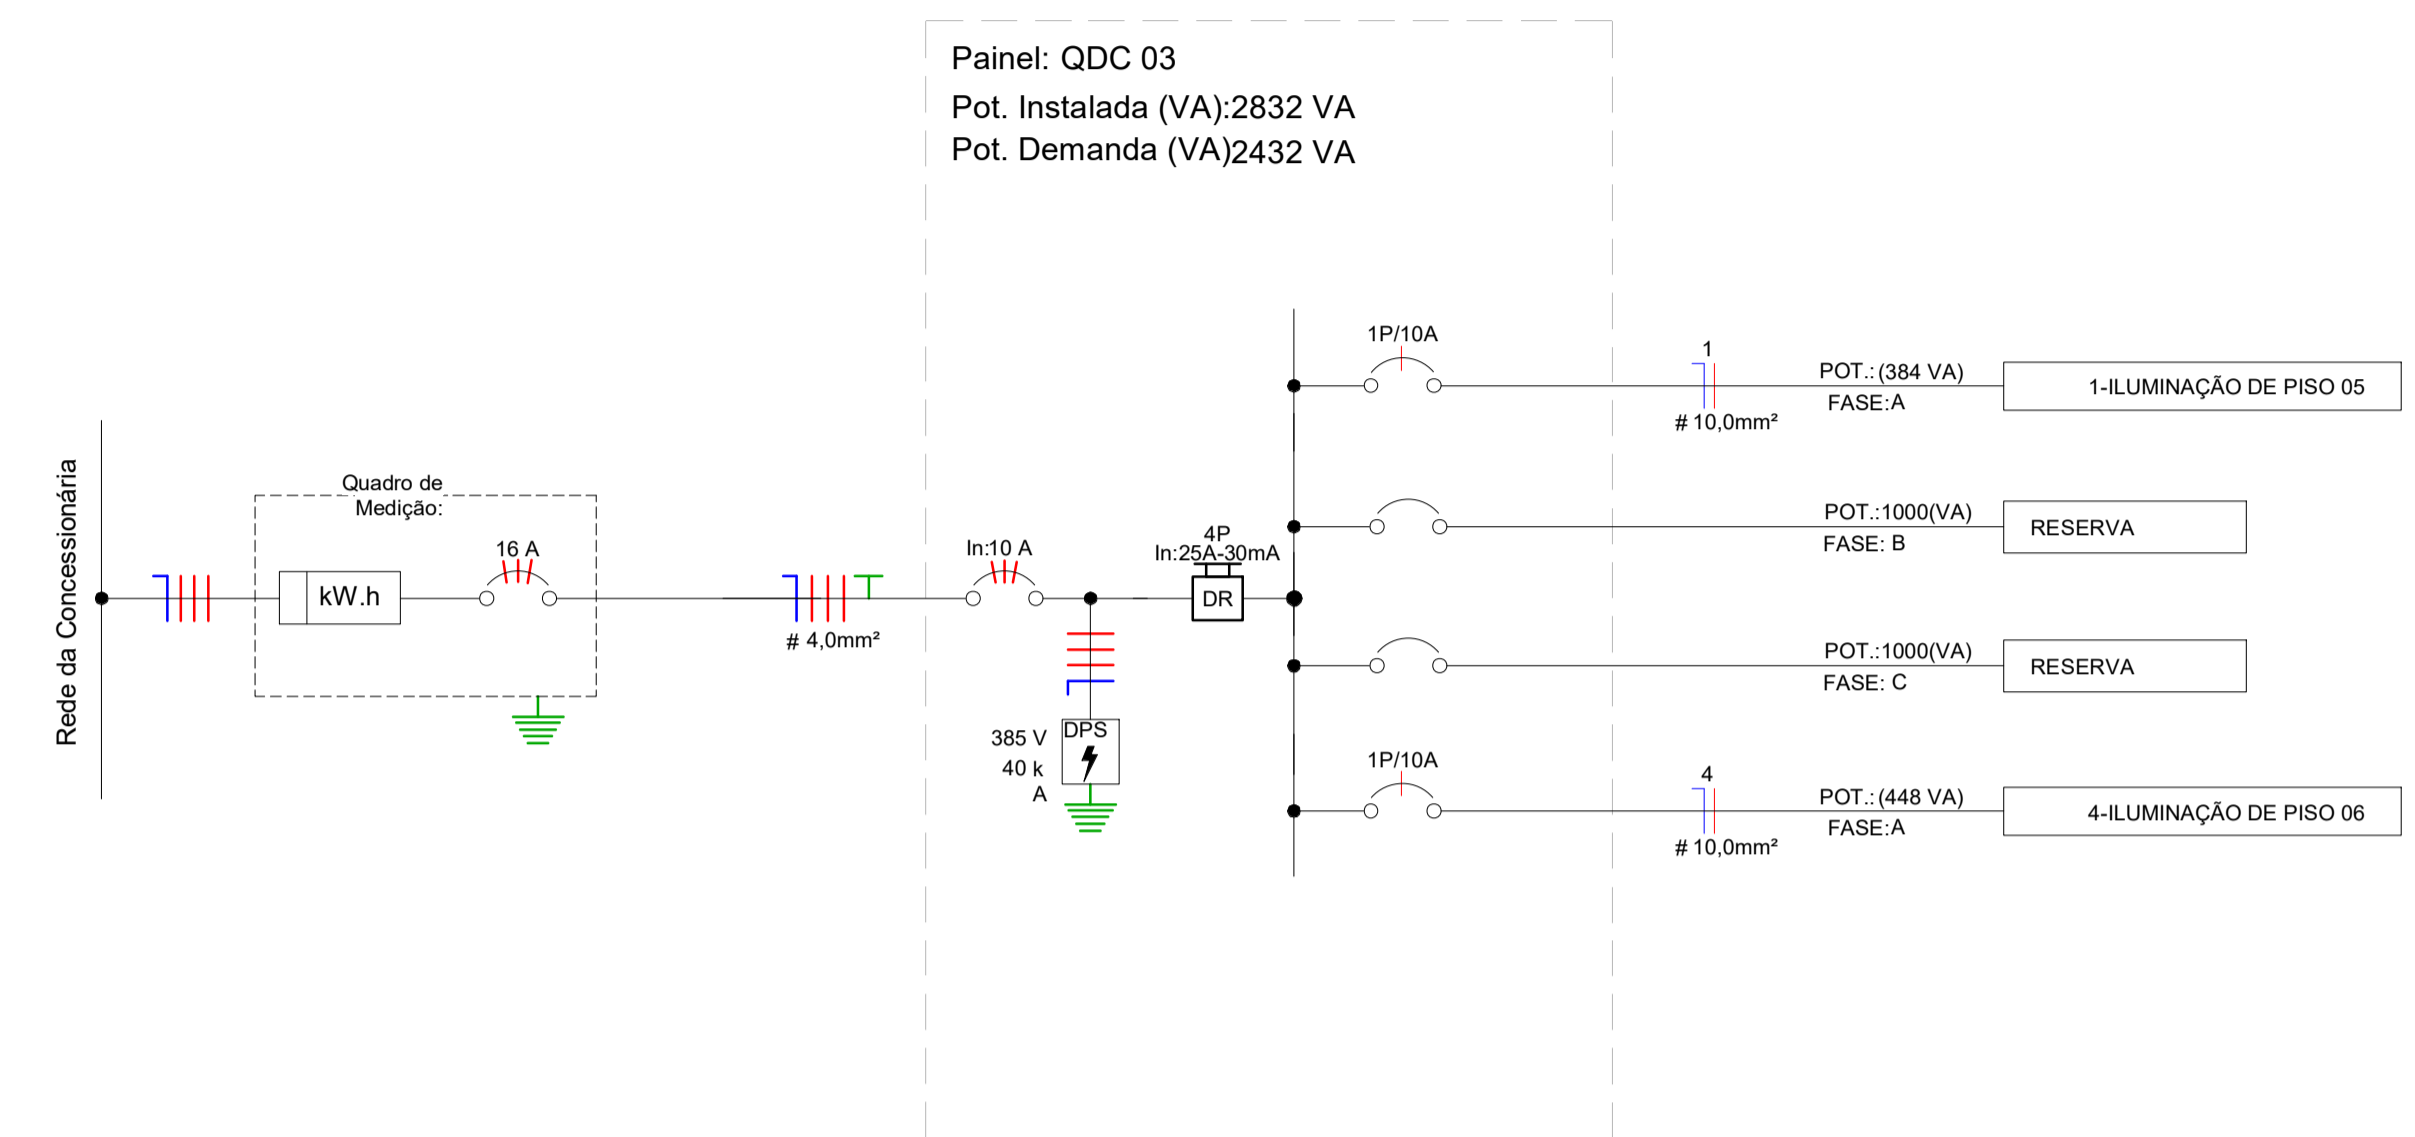 Painel: QDC 03
Pot. Instalada (VA):2832 VA
Pot. Demanda (VA)2432 VA
Rede da Concessionária
Quadro de
Medição:
kW.h
16 A
# 4,0mm²
In:10 A
4P
In:25A-30mA
DR
DPS
385 V
40 k
A
1P/10A
1
# 10,0mm²
POT.: (384 VA)
FASE:A
1-ILUMINAÇÃO DE PISO 05
POT.:1000(VA)
FASE: B
RESERVA
POT.:1000(VA)
FASE: C
RESERVA
1P/10A
4
# 10,0mm²
POT.: (448 VA)
FASE:A
4-ILUMINAÇÃO DE PISO 06